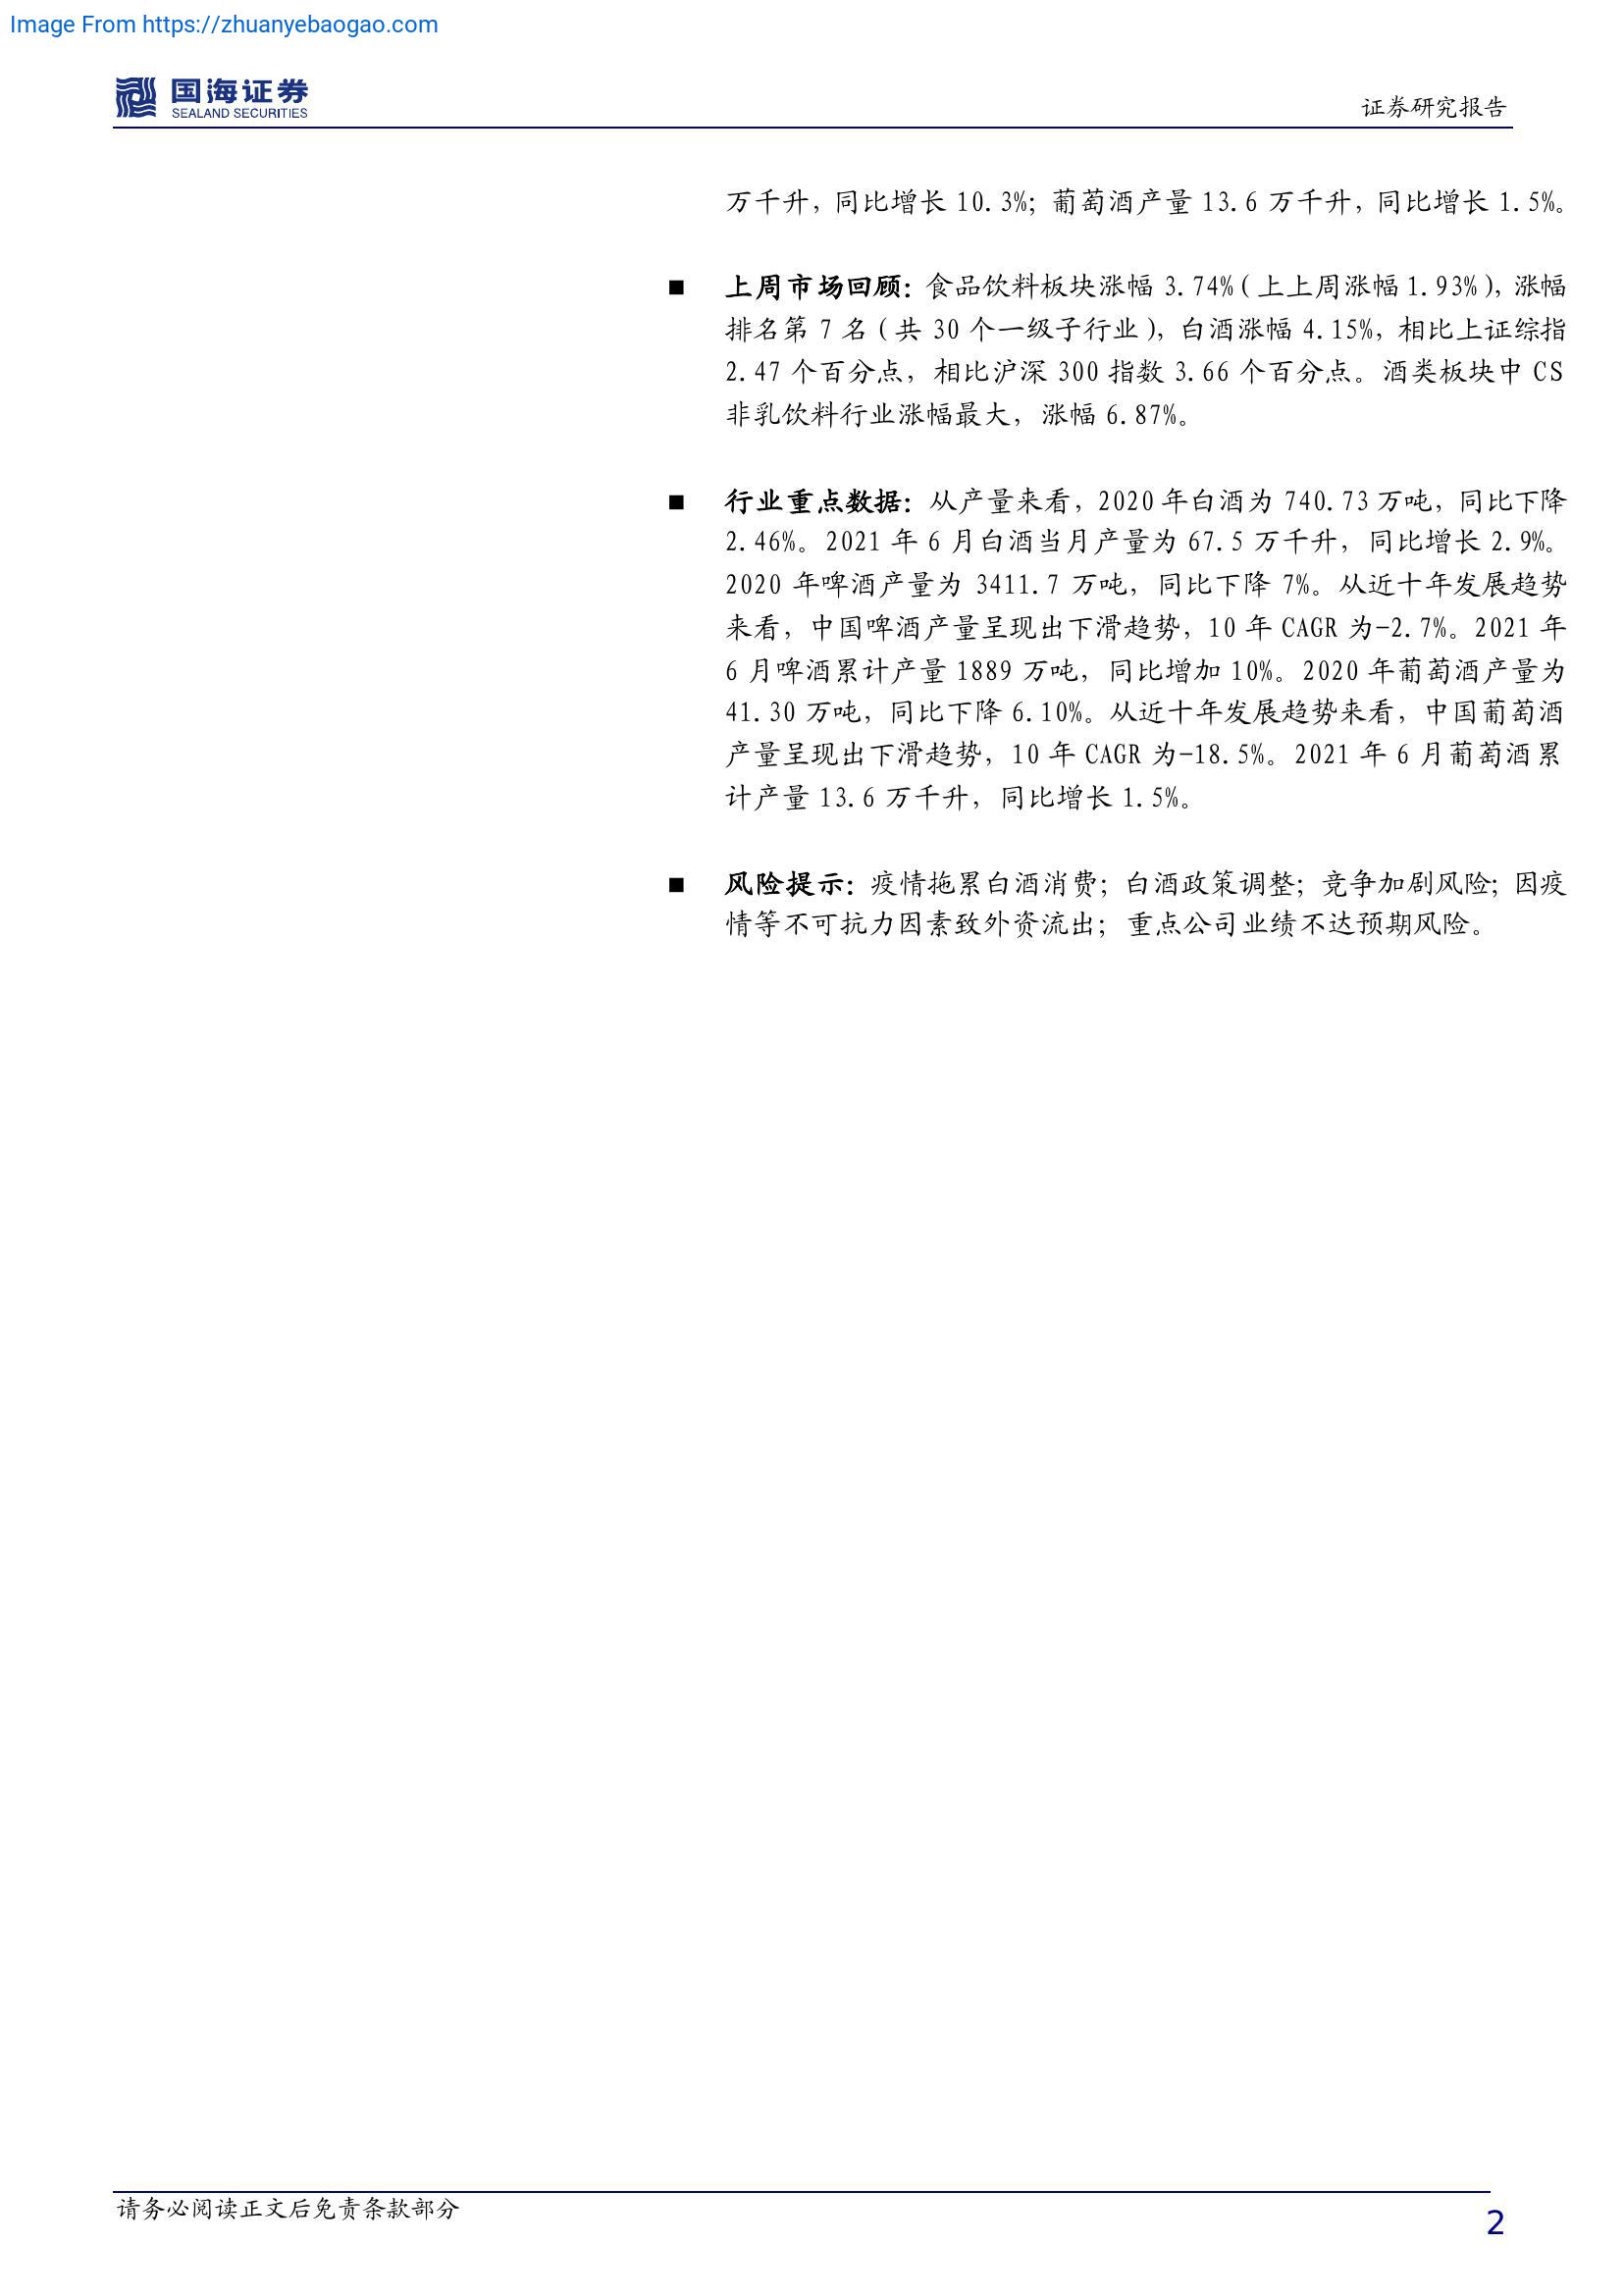 Image From https://zhuanyebaogao.com
国海证券
SEALAND SECURITIES
证券研究报告
万千升，同比增长 10.3%；葡萄酒产量 13.6 万千升，同比增长 1.5%。
■ 上周市场回顾：食品饮料板块涨幅 3.74%（上上周涨幅 1.93%），涨幅
排名第 7 名（共 30 个一级子行业），白酒涨幅 4.15%，相比上证综指
2.47 个百分点，相比沪深 300 指数 3.66 个百分点。酒类板块中 CS
非乳饮料行业涨幅最大，涨幅 6.87%。
■ 行业重点数据：从产量来看，2020 年白酒为 740.73 万吨，同比下降
2.46%。2021 年 6 月白酒当月产量为 67.5 万千升，同比增长 2.9%。
2020 年啤酒产量为 3411.7 万吨，同比下降 7%。从近十年发展趋势
来看，中国啤酒产量呈现出下滑趋势，10 年 CAGR 为-2.7%。2021 年
6 月啤酒累计产量 1889 万吨，同比增加 10%。2020 年葡萄酒产量为
41.30 万吨，同比下降 6.10%。从近十年发展趋势来看，中国葡萄酒
产量呈现出下滑趋势，10 年 CAGR 为-18.5%。2021 年 6 月葡萄酒累
计产量 13.6 万千升，同比增长 1.5%。
■ 风险提示：疫情拖累白酒消费；白酒政策调整；竞争加剧风险；因疫
情等不可抗力因素致外资流出；重点公司业绩不达预期风险。
请务必阅读正文后免责条款部分
2